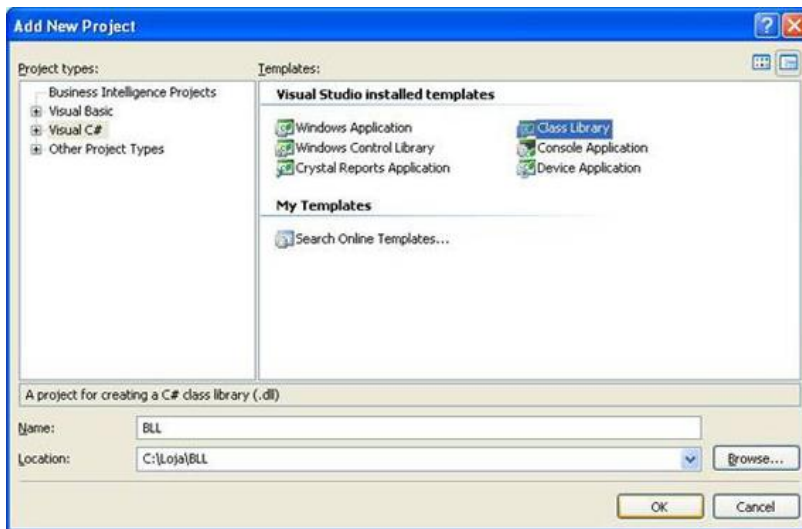 Add New Project
Project types:
Templates:
Business Intelligence Projects
Visual Basic
Visual C#
Other Project Types
Visual Studio installed templates
Windows Application
Class Library
Windows Control Library
Console Application
Crystal Reports Application
Device Application
My Templates
Search Online Templates...
A project for creating a C# class library (.dll)
Name:
BLL
Location:
C:\Loja\BLL
Browse...
OK
Cancel